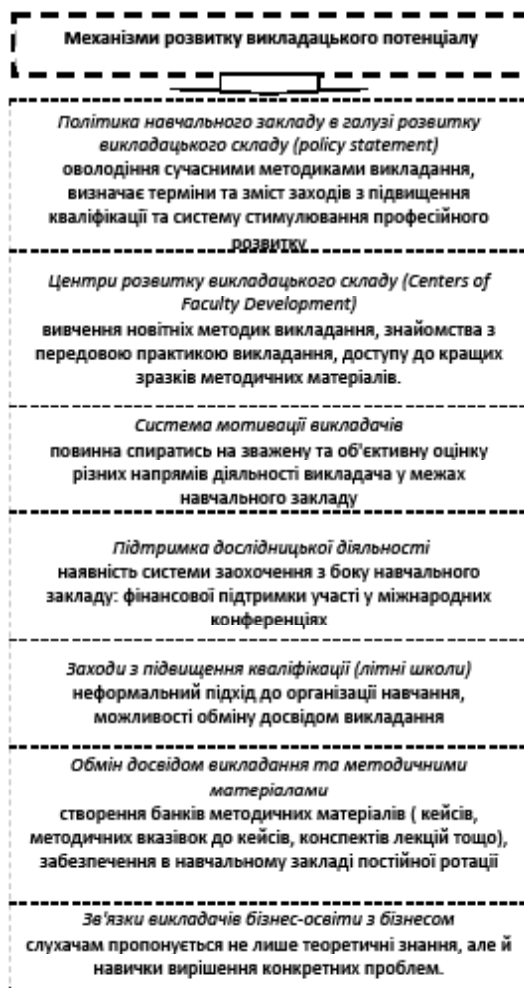 Механізми розвитку викладацького потенціалу
Політика навчального закладу в галузі розвитку
викладацького складу (policy statement)
оволодіння сучасними методиками викладання,
визначає терміни та зміст заходів з підвищення
кваліфікації та систему стимулювання професійного
розвитку
Центри розвитку викладацького складу (Centers of
Faculty Development)
вивчення новітніх методик викладання, знайомства з
передовою практикою викладання, доступу до кращих
зразків методичних матеріалів.
Система мотивації викладачів
повинна спиратись на зважену та об'єктивну оцінку
різних напрямів діяльності викладача у межах
навчального закладу
Підтримка дослідницької діяльності
наявність системи заохочення з боку навчального
закладу: фінансової підтримки участі у міжнародних
конференціях
Заходи з підвищення кваліфікації (літні школи)
неформальний підхід до організації навчання,
можливості обміну досвідом викладання
Обмін досвідом викладання та методичними
матеріалами
створення банків методичних матеріалів ( кейсів,
методичних вказівок до кейсів, конспектів лекцій тощо),
забезпечення в навчальному закладі постійної ротації
Зв'язки викладачів бізнес-освіти з бізнесом
слухачам пропонується не лише теоретичні знання, але й
навички вирішення конкретних проблем.